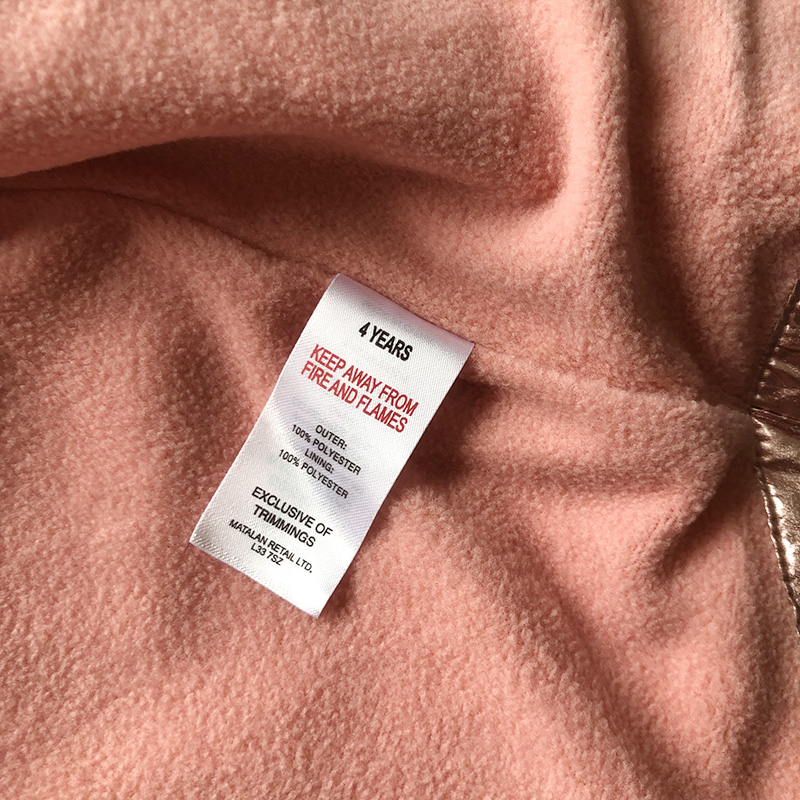 4 YEARS
KEEP AWAY FROM
FIRE AND FLAMES
OUTER:
100% POLYESTER
LINING:
100% POLYESTER
EXCLUSIVE OF
TRIMMINGS
MATALAN RETAIL LTD.
L33 7SZ